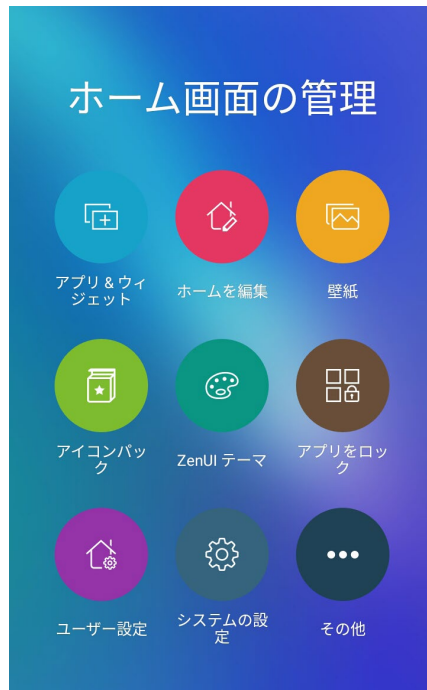 ホーム画面の管理
アプリ & ウィ
ジェット
ホームを編集
壁紙
アイコンパッ
ク
ZenUI テーマ
アプリをロッ
ク
ユーザー設定
システムの設
定
その他